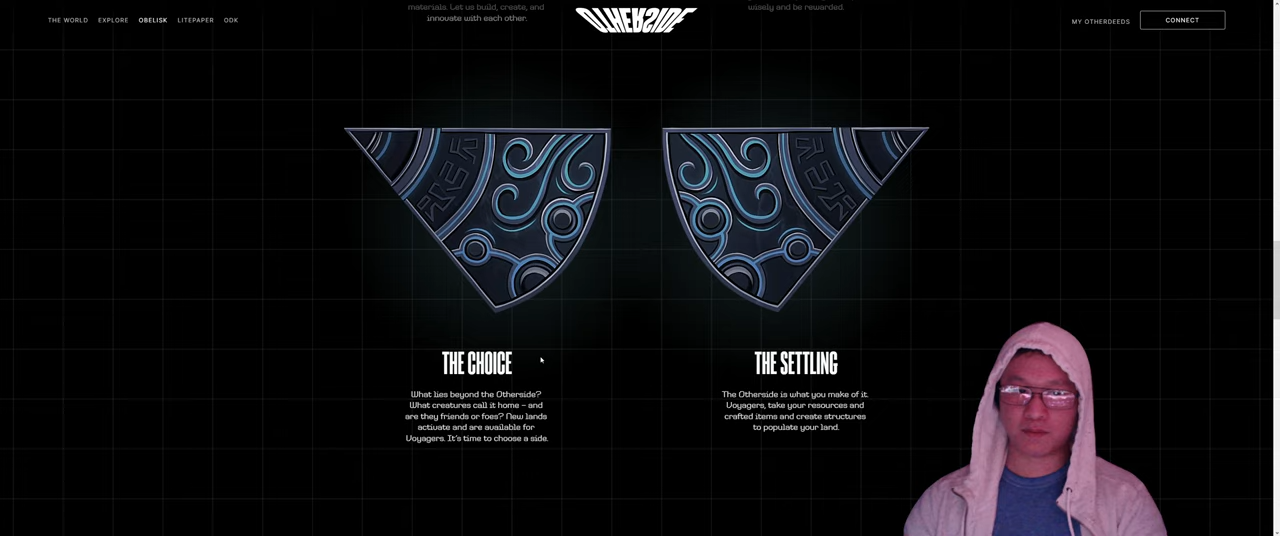 materials. Let us build, create, and
innovate with each other.
wisely and be rewarded.
THE WORLD
EXPLORE
OBELISK
LITEPAPER
ODK
OTHERSIDE
MY OTHERDEEDS
CONNECT
THE CHOICE
What lies beyond the Otherside?
What creatures call it home – and
are they friends or foes? New lands
activate and are available for
Voyagers. It's time to choose a side.
THE SETTLING
The Otherside is what you make of it.
Voyagers, take your resources and
crafted items and create structures
to populate your land.